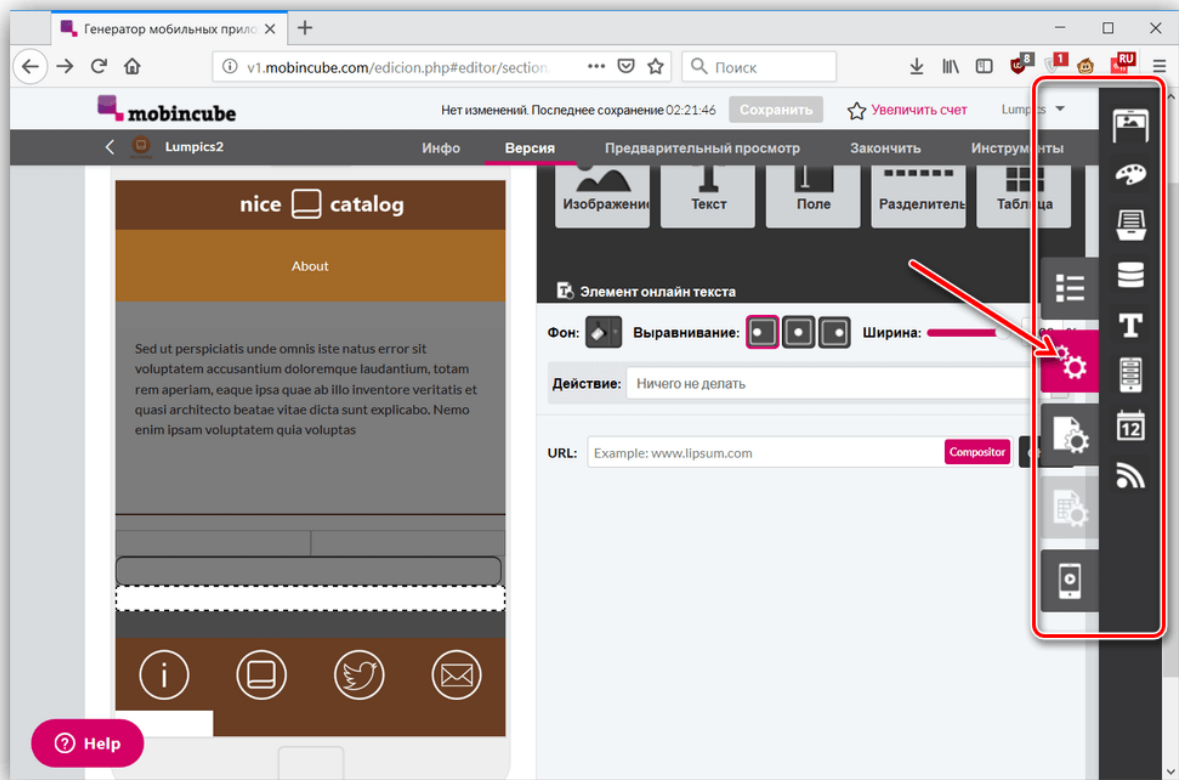 Генератор мобильных прило
v1.mobincube.com/edicion.php#editor/section.
Поиск
8
1
RU
mobincube
Нет изменений. Последнее сохранение 02:21:46
Сохранить
Увеличить счет
Lumpics
Lumpics2
Инфо
Версия
Предварительный просмотр
Закончить
Инструменты
nice catalog
About
Sed ut perspiciatis unde omnis iste natus error sit
voluptatem accusantium doloremque laudantium, totam
rem aperiam, eaque ipsa quae ab illo inventore veritatis et
quasi architecto beatae vitae dicta sunt explicabo. Nemo
enim ipsam voluptatem quia voluptas
Изображени
Текст
Поле
Разделитель
Таблица
Элемент онлайн текста
Фон:
Выравнивание:
Ширина:
%
Действие:
Ничего не делать
URL:
Example: www.lipsum.com
Compositor
12
Help